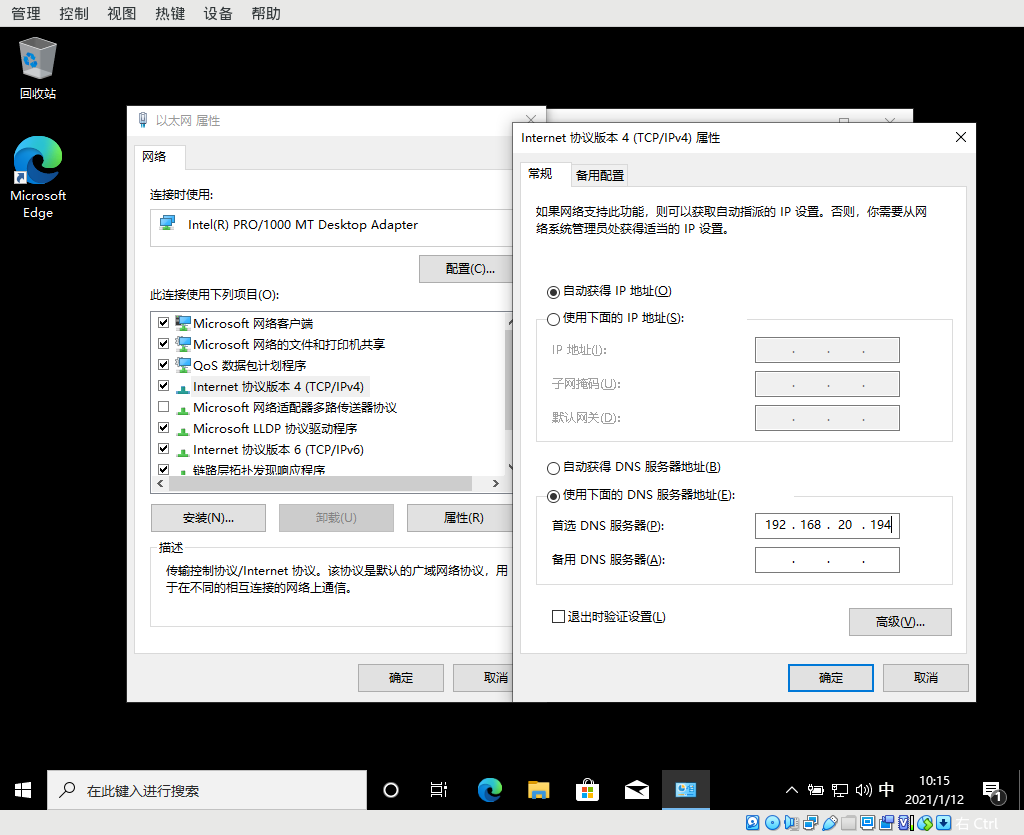 管理 控制 视图 热键 设备 帮助
回收站
Microsoft
Edge
以太网 属性
网络
连接时使用:
Intel(R) PRO/1000 MT Desktop Adapter
配置(C)...
此连接使用下列项目(O):
Microsoft 网络客户端
Microsoft 网络的文件和打印机共享
QoS 数据包计划程序
Internet 协议版本 4 (TCP/IPv4)
Microsoft 网络适配器多路传送器协议
Microsoft LLDP 协议驱动程序
Internet 协议版本 6 (TCP/IPv6)
链路层拓扑发现响应程序
安装(N)... 卸载(U) 属性(R)
描述
传输控制协议/Internet 协议。该协议是默认的广域网络协议，用
于在不同的相互连接的网络上通信。
确定 取消
Internet 协议版本 4 (TCP/IPv4) 属性
常规 备用配置
如果网络支持此功能，则可以获取自动指派的 IP 设置。否则，你需要从网
络系统管理员处获得适当的 IP 设置。
自动获得 IP 地址(O)
使用下面的 IP 地址(S):
IP 地址(I):
子网掩码(U):
默认网关(D):
自动获得 DNS 服务器地址(B)
使用下面的 DNS 服务器地址(E):
首选 DNS 服务器(P): 192 . 168 . 20 . 194
备用 DNS 服务器(A):
退出时验证设置(L)
高级(V)...
确定 取消
在此键入进行搜索
中
10:15
2021/1/12
1
右 Ctrl